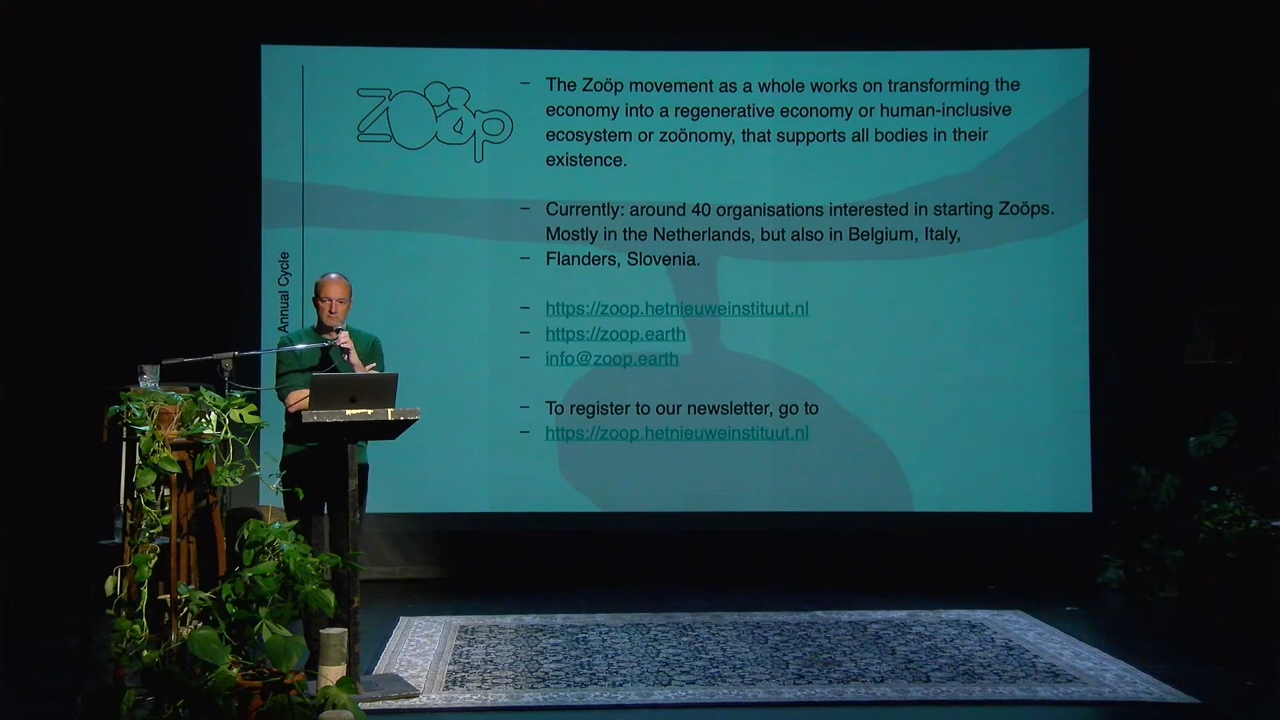 Annual Cycle
zoöp
– The Zoöp movement as a whole works on transforming the
economy into a regenerative economy or human-inclusive
ecosystem or zoönomy, that supports all bodies in their
existence.
– Currently: around 40 organisations interested in starting Zoöps.
Mostly in the Netherlands, but also in Belgium, Italy,
– Flanders, Slovenia.
– https://zoop.hetnieuweinstituut.nl
– https://zoop.earth
– info@zoop.earth
– To register to our newsletter, go to
– https://zoop.hetnieuweinstituut.nl